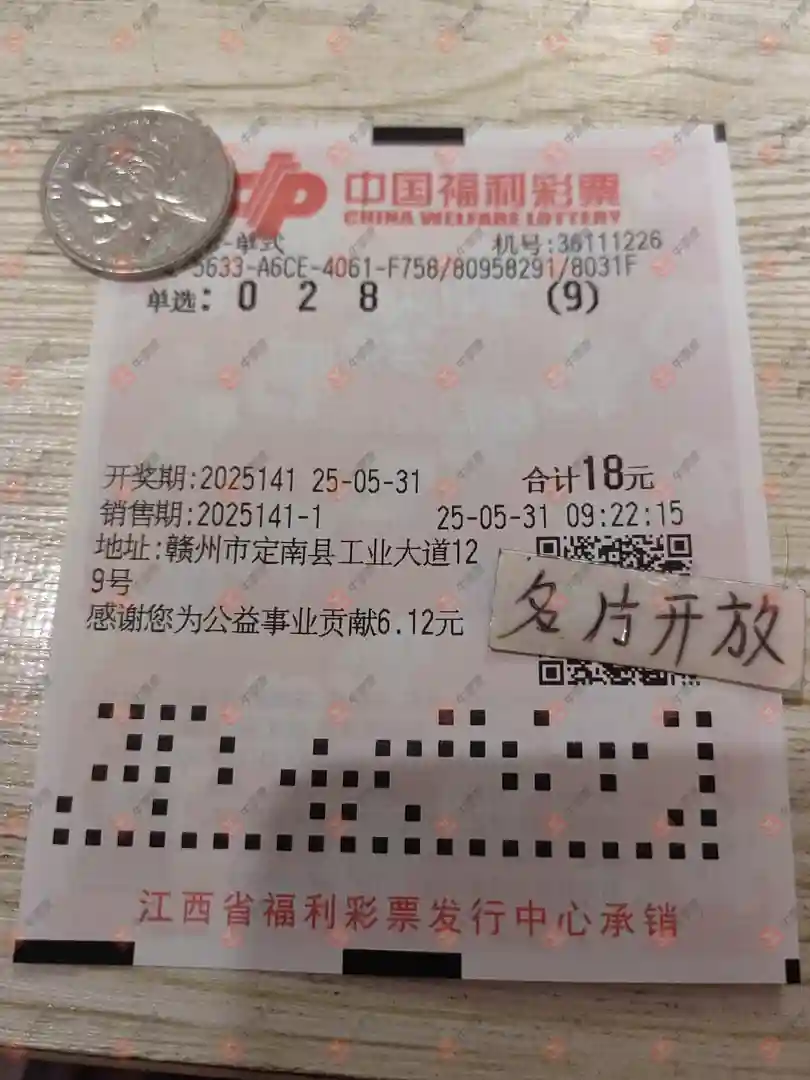 中国福利彩票
CHINA WELFARE LOTTERY
-单式 机号:36111226
5633-A6CE-4061-F758/80958291/8031F
单选: 0 2 8 (9)
开奖期:2025141 25-05-31 合计18元
销售期:2025141-1 25-05-31 09:22:15
地址:赣州市定南县工业大道12
9号
感谢您为公益事业贡献6.12元
名片开放
江西省福利彩票发行中心承销